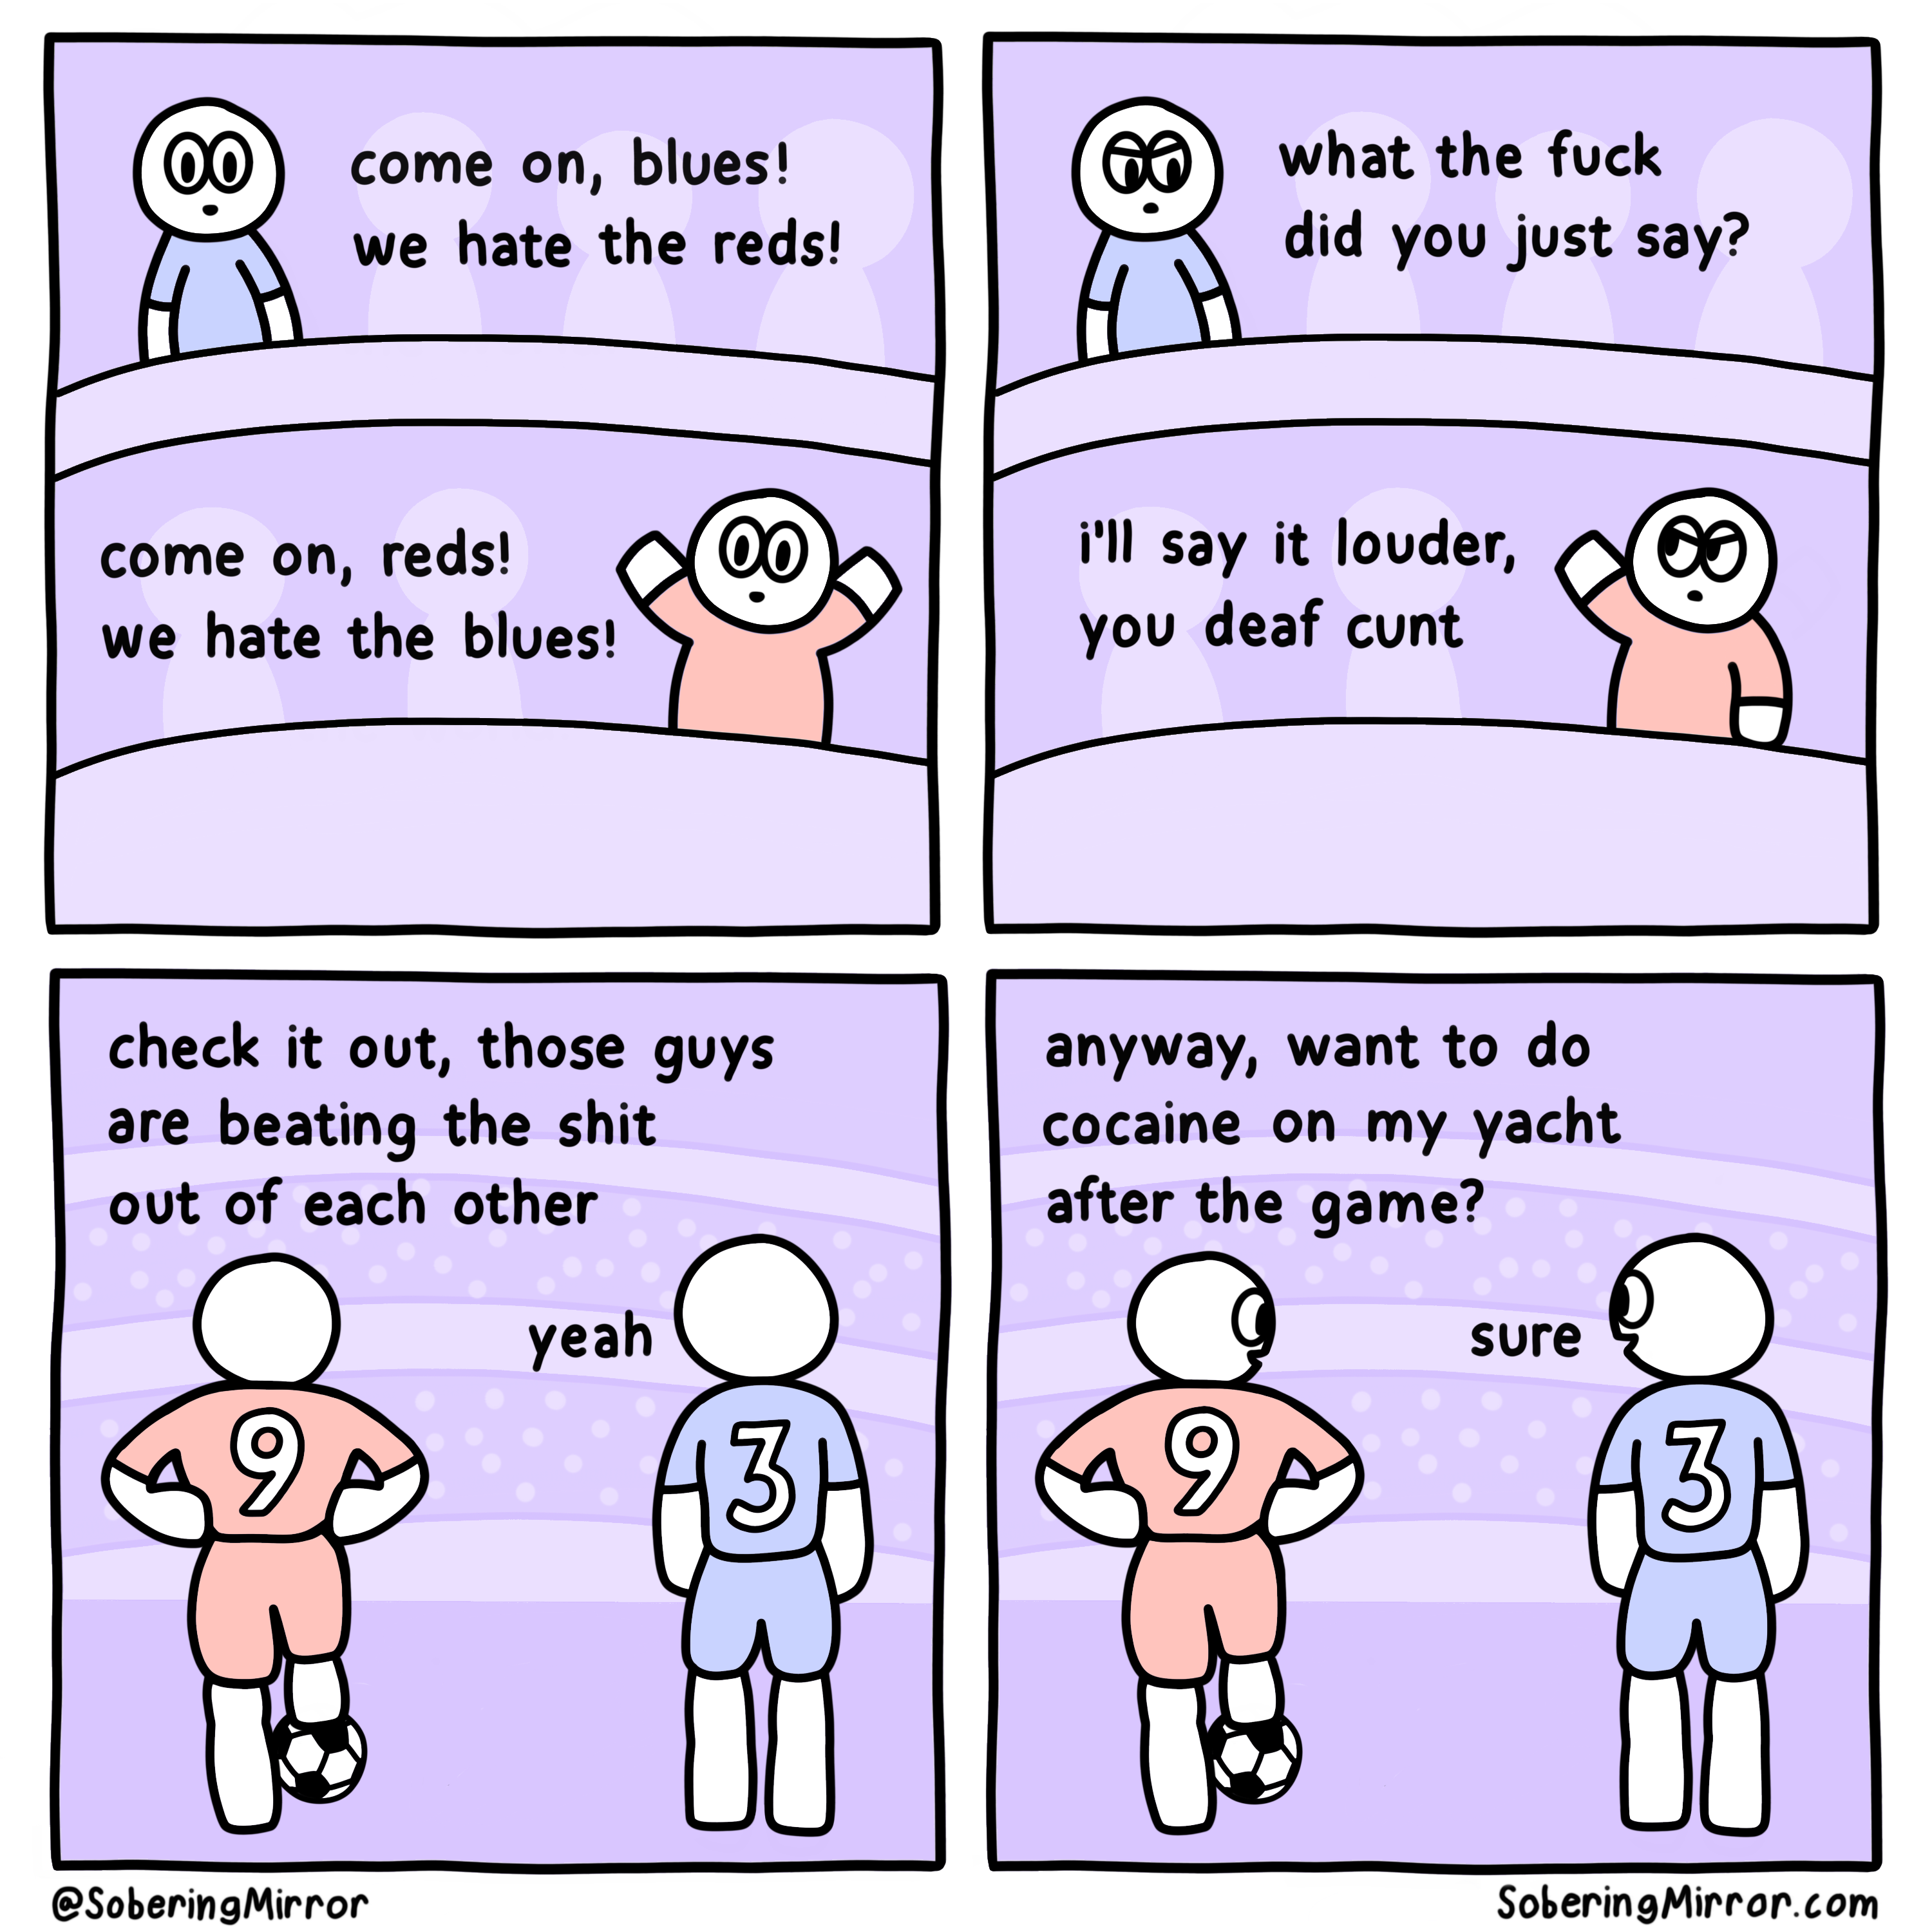 come on, blues!
we hate the reds!
come on, reds!
we hate the blues!
what the fuck
did you just say?
i'll say it louder,
you deaf cunt
check it out, those guys
are beating the shit
out of each other
yeah
9
3
anyway, want to do
cocaine on my yacht
after the game?
sure
9
3
@SoberingMirror
SoberingMirror.com